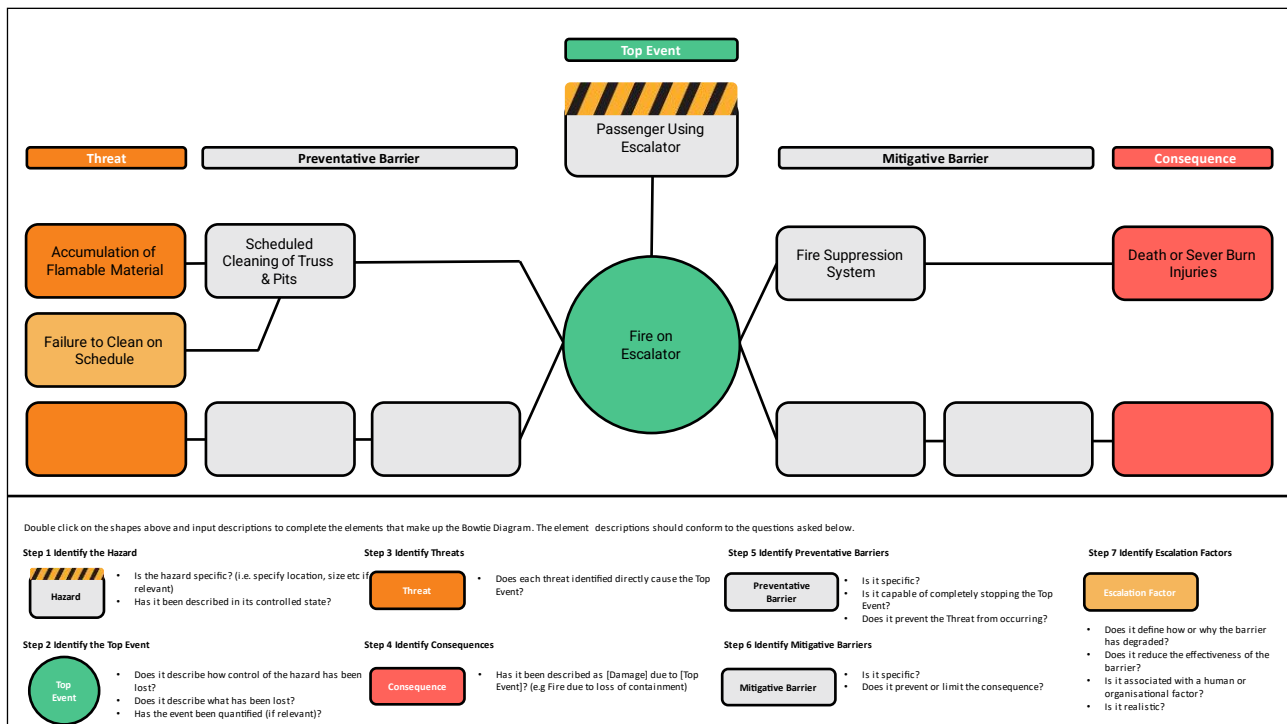 Top Event
Passenger Using
Escalator
Threat
Preventative Barrier
Mitigative Barrier
Consequence
Accumulation of
Flamable Material
Scheduled
Cleaning of Truss
& Pits
Fire Suppression
System
Death or Sever Burn
Injuries
Failure to Clean on
Schedule
Fire on
Escalator
Double click on the shapes above and input descriptions to complete the elements that make up the Bowtie Diagram. The element descriptions should conform to the questions asked below.
Step 1 Identify the Hazard
Hazard
• Is the hazard specific? (i.e. specify location, size etc if
relevant)
• Has it been described in its controlled state?
Step 2 Identify the Top Event
Top
Event
• Does it describe how control of the hazard has been
lost?
• Does it describe what has been lost?
• Has the event been quantified (if relevant)?
Step 3 Identify Threats
Threat
• Does each threat identified directly cause the Top
Event?
Step 4 Identify Consequences
Consequence
• Has it been described as [Damage] due to [Top
Event]? (e.g Fire due to loss of containment)
Step 5 Identify Preventative Barriers
Preventative
Barrier
• Is it specific?
• Is it capable of completely stopping the Top
Event?
• Does it prevent the Threat from occurring?
Step 6 Identify Mitigative Barriers
Mitigative Barrier
• Is it specific?
• Does it prevent or limit the consequence?
Step 7 Identify Escalation Factors
Escalation Factor
• Does it define how or why the barrier
has degraded?
• Does it reduce the effectiveness of the
barrier?
• Is it associated with a human or
organisational factor?
• Is it realistic?